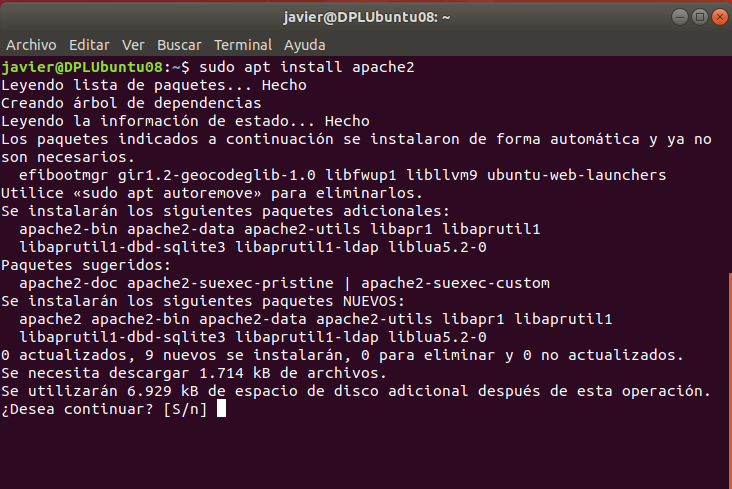 javier@DPLUbuntu08: ~
Archivo Editar Ver Buscar Terminal Ayuda
javier@DPLUbuntu08:~$ sudo apt install apache2
Leyendo lista de paquetes... Hecho
Creando árbol de dependencias
Leyendo la información de estado... Hecho
Los paquetes indicados a continuación se instalaron de forma automática y ya no
son necesarios.
  efibootmgr gir1.2-geocodeglib-1.0 libfwup1 libllvm9 ubuntu-web-launchers
Utilice «sudo apt autoremove» para eliminarlos.
Se instalarán los siguientes paquetes adicionales:
  apache2-bin apache2-data apache2-utils libapr1 libaprutil1
  libaprutil1-dbd-sqlite3 libaprutil1-ldap liblua5.2-0
Paquetes sugeridos:
  apache2-doc apache2-suexec-pristine | apache2-suexec-custom
Se instalarán los siguientes paquetes NUEVOS:
  apache2 apache2-bin apache2-data apache2-utils libapr1 libaprutil1
  libaprutil1-dbd-sqlite3 libaprutil1-ldap liblua5.2-0
0 actualizados, 9 nuevos se instalarán, 0 para eliminar y 0 no actualizados.
Se necesita descargar 1.714 kB de archivos.
Se utilizarán 6.929 kB de espacio de disco adicional después de esta operación.
¿Desea continuar? [S/n]